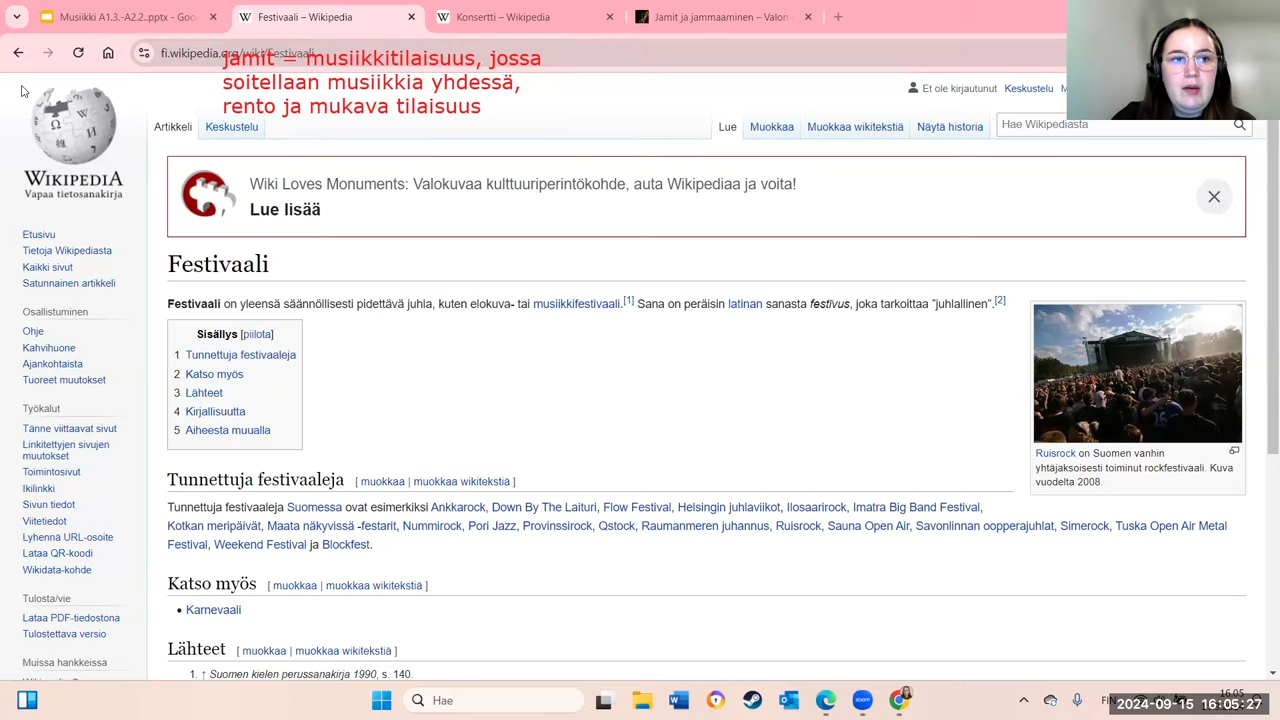 Musiikki A1.3.-A2.2..pptx - Goo
Festivaali – Wikipedia
Konsertti – Wikipedia
Jamit ja jammaaminen – Valon
fi.wikipedia.org/wiki/Festivaali
jamit = musiikkitilaisuus, jossa
soitellaan musiikkia yhdessä,
rento ja mukava tilaisuus
Et ole kirjautunut Keskustelu
Artikkeli Keskustelu Lue Muokkaa Muokkaa wikitekstiä Näytä historia Hae Wikipediasta
WIKIPEDIA
Vapaa tietosanakirja
Wiki Loves Monuments: Valokuvaa kulttuuriperintökohde, auta Wikipediaa ja voita!
Lue lisää
Etusivu
Tietoja Wikipediasta
Kaikki sivut
Satunnainen artikkeli
Osallistuminen
Ohje
Kahvihuone
Ajankohtaista
Tuoreet muutokset
Työkalut
Tänne viittaavat sivut
Linkitettyjen sivujen
muutokset
Toimintosivut
Ikilinkki
Sivun tiedot
Viitetiedot
Lyhennä URL-osoite
Lataa QR-koodi
Wikidata-kohde
Tulosta/vie
Lataa PDF-tiedostona
Tulostettava versio
Muissa hankkeissa
Festivaali
Festivaali on yleensä säännöllisesti pidettävä juhla, kuten elokuva- tai musiikkifestivaali.[1] Sana on peräisin latinan sanasta festivus, joka tarkoittaa "juhlallinen".[2]
Sisällys [piilota]
1 Tunnettuja festivaaleja
2 Katso myös
3 Lähteet
4 Kirjallisuutta
5 Aiheesta muualla
Ruisrock on Suomen vanhin
yhtäjaksoisesti toiminut rockfestivaali. Kuva
vuodelta 2008.
Tunnettuja festivaaleja [ muokkaa | muokkaa wikitekstiä ]
Tunnettuja festivaaleja Suomessa ovat esimerkiksi Ankkarock, Down By The Laituri, Flow Festival, Helsingin juhlaviikot, Ilosaarirock, Imatra Big Band Festival,
Kotkan meripäivät, Maata näkyvissä -festarit, Nummirock, Pori Jazz, Provinssirock, Qstock, Raumanmeren juhannus, Ruisrock, Sauna Open Air, Savonlinnan oopperajuhlat, Simerock, Tuska Open Air Metal
Festival, Weekend Festival ja Blockfest.
Katso myös [ muokkaa | muokkaa wikitekstiä ]
• Karnevaali
Lähteet [ muokkaa | muokkaa wikitekstiä ]
1. ↑ Suomen kielen perussanakirja 1990, s. 140.
Hae
zoom
FIN
16.05
2024-09-15 16:05:27